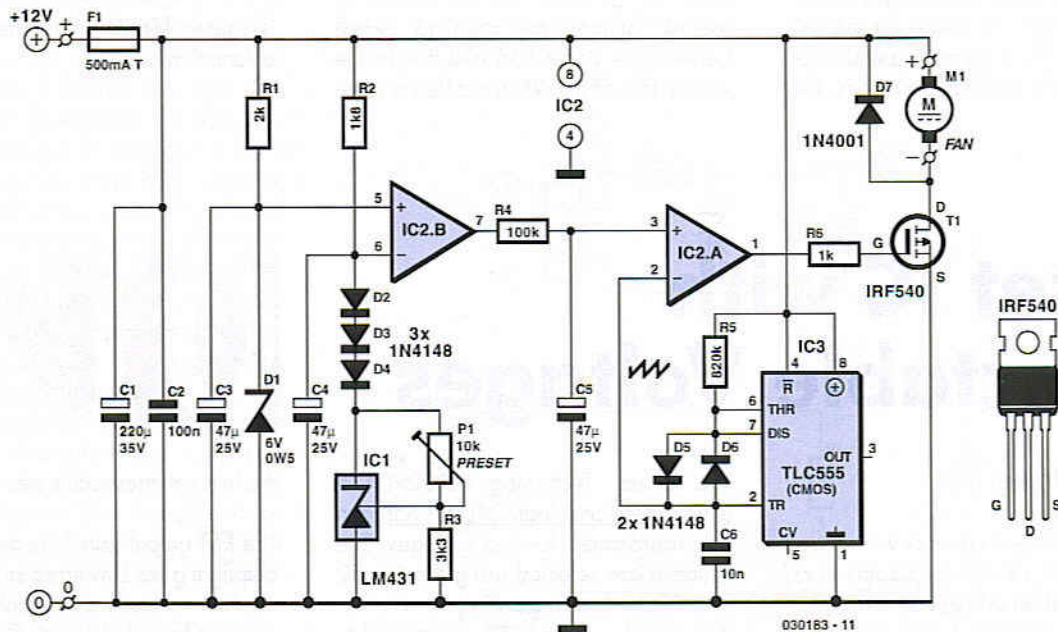 +12V
F1
500mA T
R1
2k
R2
1k8
8
IC2
4
D7
1N4001
M1
M
FAN
D
T1
G
S
IRF540
5
6
IC2.B
7
R4
100k
3
2
IC2.A
1
R6
1k
D2
D3
D4
3x
1N4148
R5
820k
IC3
4
8
R
6
THR
7
DIS
D5
D6
OUT
3
TLC555
(CMOS)
2
TR
2x 1N4148
CV
5
1
C6
10n
C1
220µ
35V
C2
100n
C3
47µ
25V
D1
6V
0W5
C4
47µ
25V
IC1
LM431
P1
10k
PRESET
R3
3k3
C5
47µ
25V
0
0
IRF540
G
D
S
030183 - 11